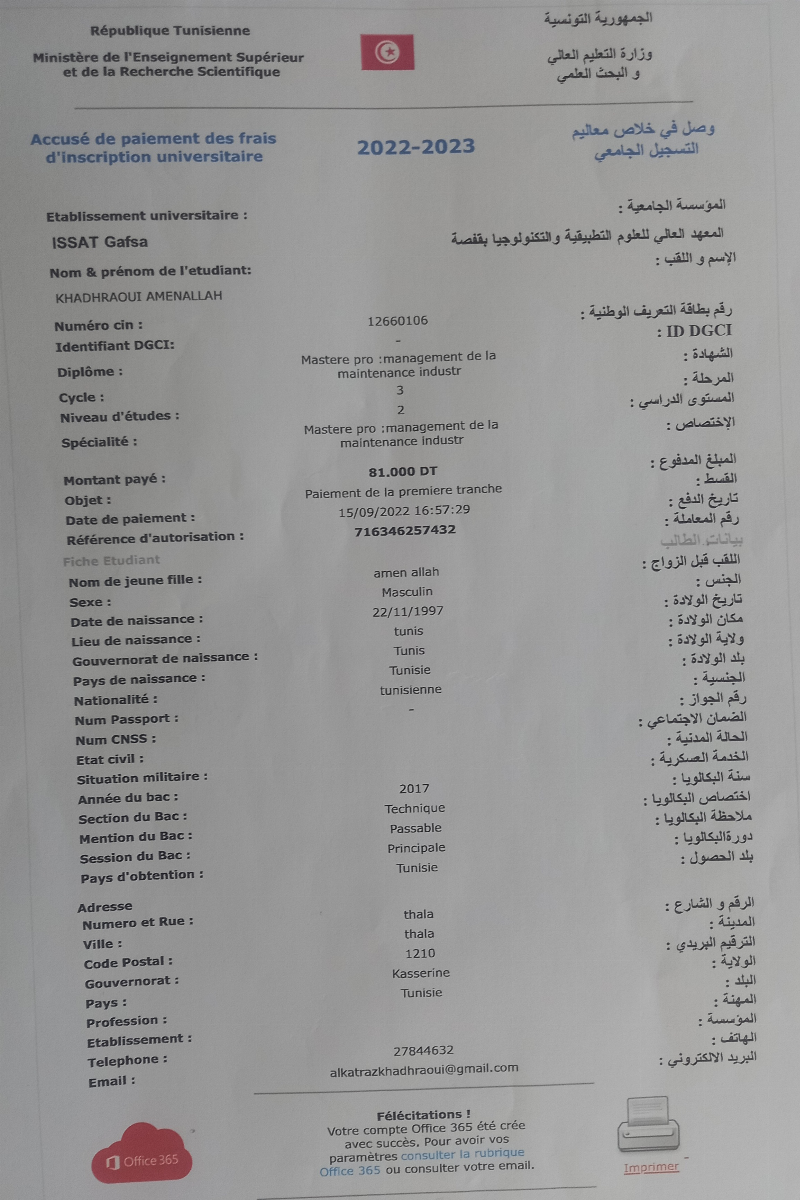 République Tunisienne
Ministère de l'Enseignement Supérieur
et de la Recherche Scientifique
الجمهورية التونسية
وزارة التعليم العالي
و البحث العلمي
Accusé de paiement des frais
d'inscription universitaire
2022-2023
وصل في خلاص معاليم
التسجيل الجامعي
Etablissement universitaire :
المؤسسة الجامعية :
ISSAT Gafsa
المعهد العالي للعلوم التطبيقية والتكنولوجيا بقفصة
Nom & prénom de l'etudiant:
الإسم و اللقب :
KHADHRAOUI AMENALLAH
Numéro cin :
12660106
رقم بطاقة التعريف الوطنية :
Identifiant DGCI:
-
ID DGCI :
Diplôme :
Mastere pro :management de la
maintenance industr
الشهادة :
Cycle :
3
المرحلة :
Niveau d'études :
2
المستوى الدراسي :
Spécialité :
Mastere pro :management de la
maintenance industr
الإختصاص :
Montant payé :
81.000 DT
المبلغ المدفوع :
Objet :
Paiement de la premiere tranche
القسط :
Date de paiement :
15/09/2022 16:57:29
تاريخ الدفع :
Référence d'autorisation :
716346257432
رقم المعاملة :
Fiche Etudiant
بيانات الطالب
Nom de jeune fille :
amen allah
اللقب قبل الزواج :
Sexe :
Masculin
الجنس :
Date de naissance :
22/11/1997
تاريخ الولادة :
Lieu de naissance :
tunis
مكان الولادة :
Gouvernorat de naissance :
Tunis
ولاية الولادة :
Pays de naissance :
Tunisie
بلد الولادة :
Nationalité :
tunisienne
الجنسية :
Num Passport :
-
رقم الجواز :
Num CNSS :
الضمان الاجتماعي :
Etat civil :
الحالة المدنية :
Situation militaire :
الخدمة العسكرية :
Année du bac :
2017
سنة البكالويا :
Section du Bac :
Technique
اختصاص البكالويا :
Mention du Bac :
Passable
ملاحظة البكالويا :
Session du Bac :
Principale
دورةالبكالويا :
Pays d'obtention :
Tunisie
بلد الحصول :
Adresse
Numero et Rue :
thala
الرقم و الشارع :
Ville :
thala
المدينة :
Code Postal :
1210
الترقيم البريدي :
Gouvernorat :
Kasserine
الولاية :
Pays :
Tunisie
البلد :
Profession :
المهنة :
Etablissement :
المؤسسة :
Telephone :
27844632
الهاتف :
Email :
alkatrazkhadhraoui@gmail.com
البريد الالكتروني :
Office 365
Félécitations !
Votre compte Office 365 été crée
avec succès. Pour avoir vos
paramètres consulter la rubrique
Office 365 ou consulter votre email.
Imprimer